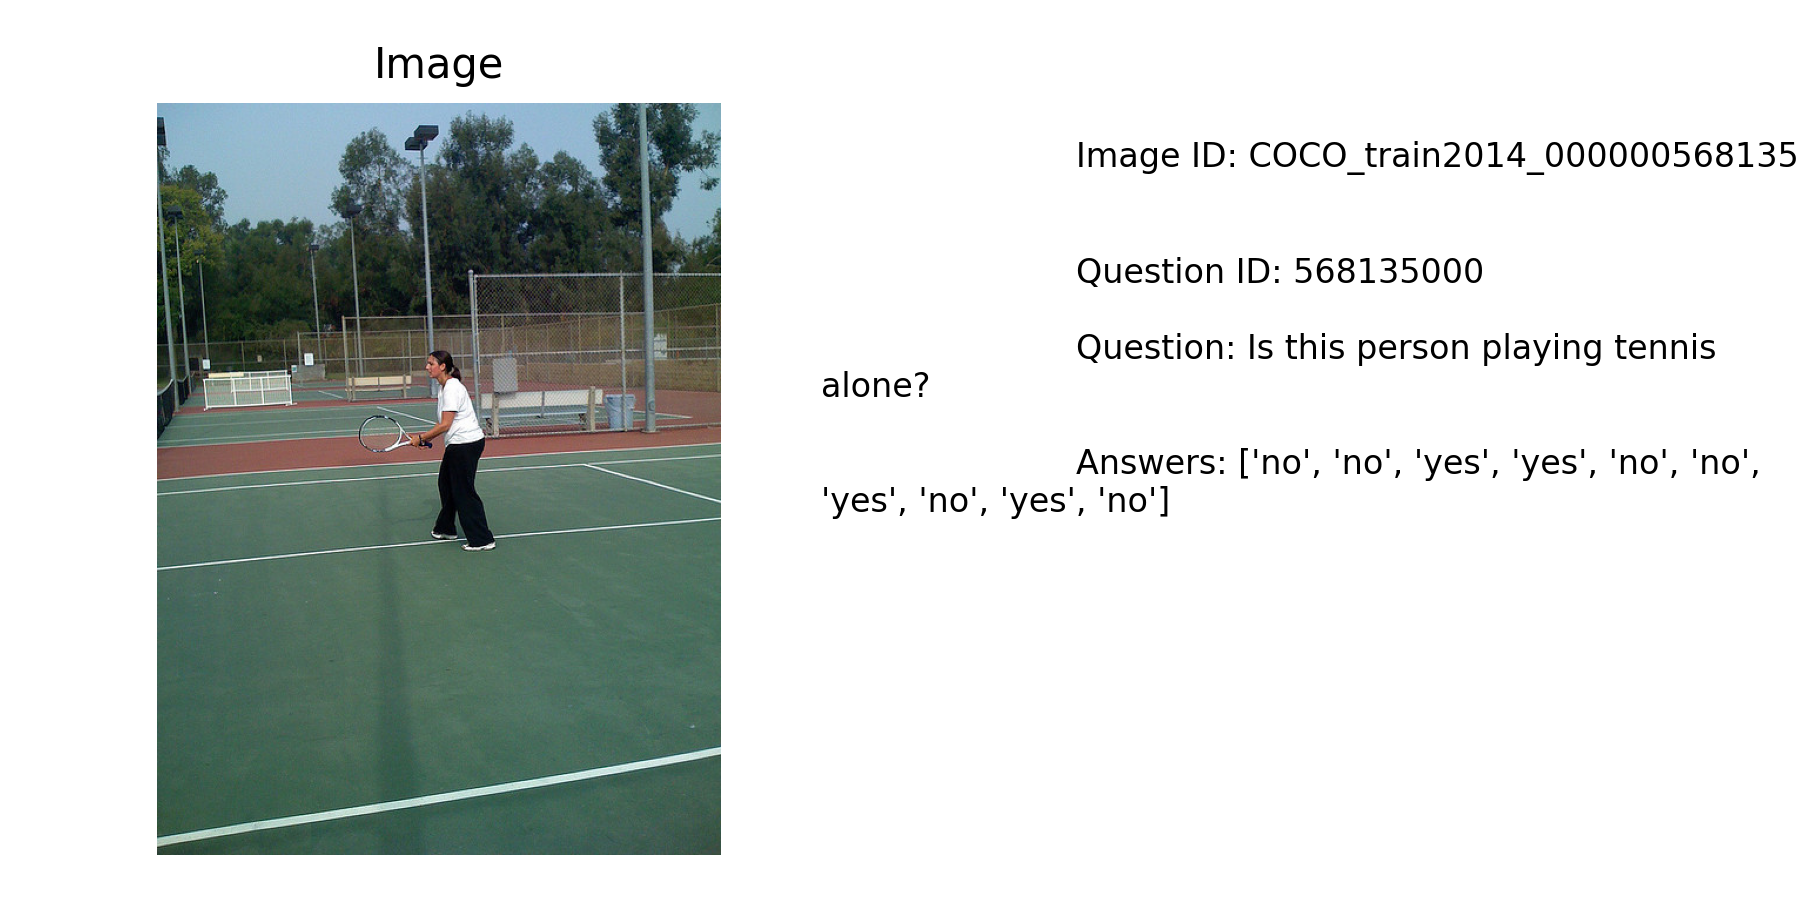 Image
Image ID: COCO_train2014_000000568135
Question ID: 568135000
Question: Is this person playing tennis
alone?
Answers: ['no', 'no', 'yes', 'yes', 'no', 'no',
'yes', 'no', 'yes', 'no']